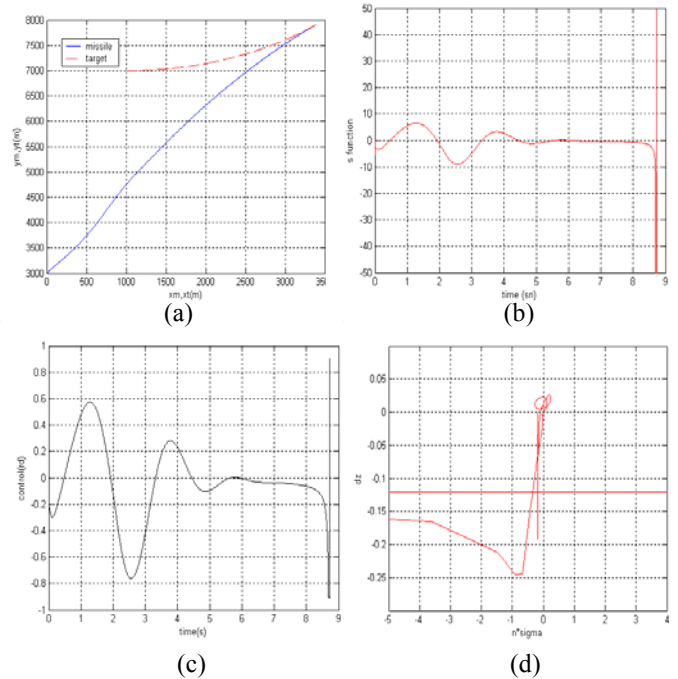 8000
7500
7000
6500
6000
5500
5000
4500
4000
3500
3000
ym,yt(m)
missile
target
0 500 1000 1500 2000 2500 3000 35
xm,xt(m)
(a)
50
40
30
20
10
0
-10
-20
-30
-40
-50
s function
0 1 2 3 4 5 6 7 8 9
time (sn)
(b)
1
0.8
0.6
0.4
0.2
0
-0.2
-0.4
-0.6
-0.8
-1
control(rd)
0 1 2 3 4 5 6 7 8 9
time(s)
(c)
0.05
0
-0.05
-0.1
-0.15
-0.2
-0.25
dz
-5 -4 -3 -2 -1 0 1 2 3 4
n*sigma
(d)